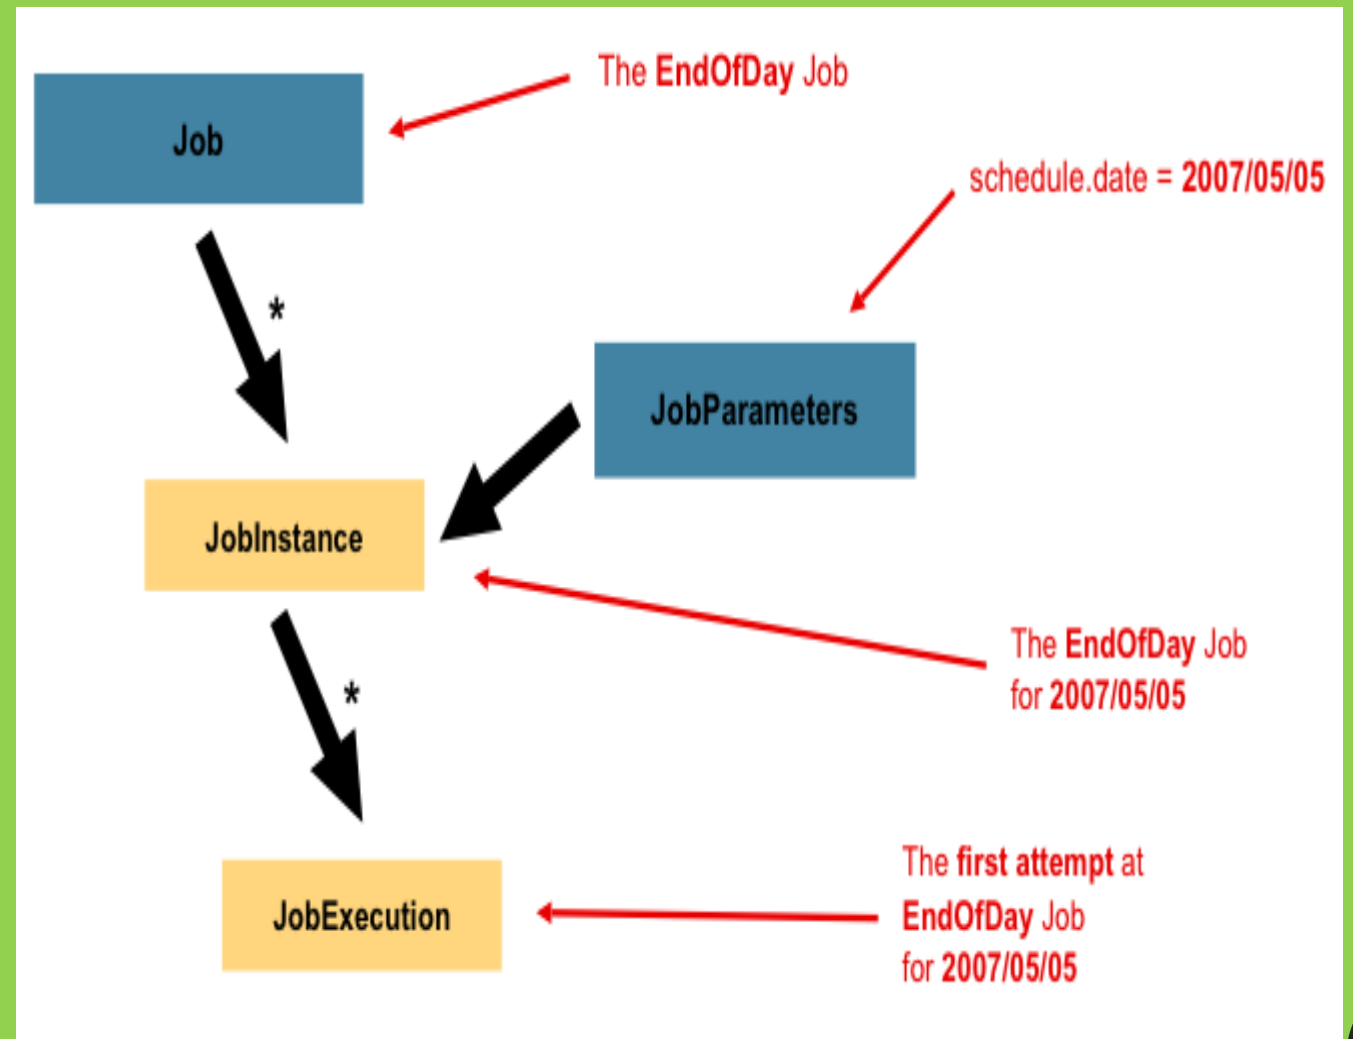 The EndOfDay Job
Job
schedule.date = 2007/05/05
*
JobParameters
JobInstance
The EndOfDay Job
for 2007/05/05
*
The first attempt at
EndOfDay Job
for 2007/05/05
JobExecution